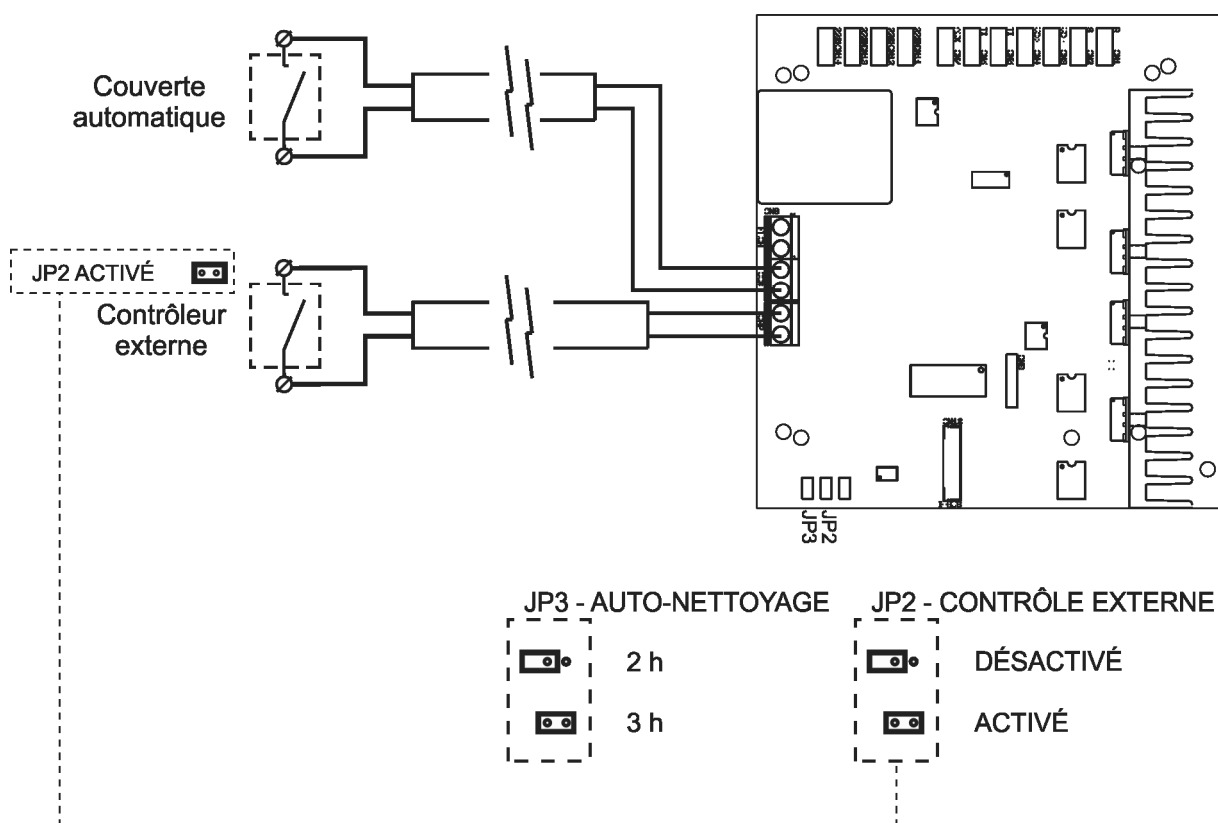 Couverte
automatique
JP2 ACTIVÉ
Contrôleur
externe
JP3
JP2
JP3 - AUTO-NETTOYAGE
2 h
3 h
JP2 - CONTRÔLE EXTERNE
DÉSACTIVÉ
ACTIVÉ